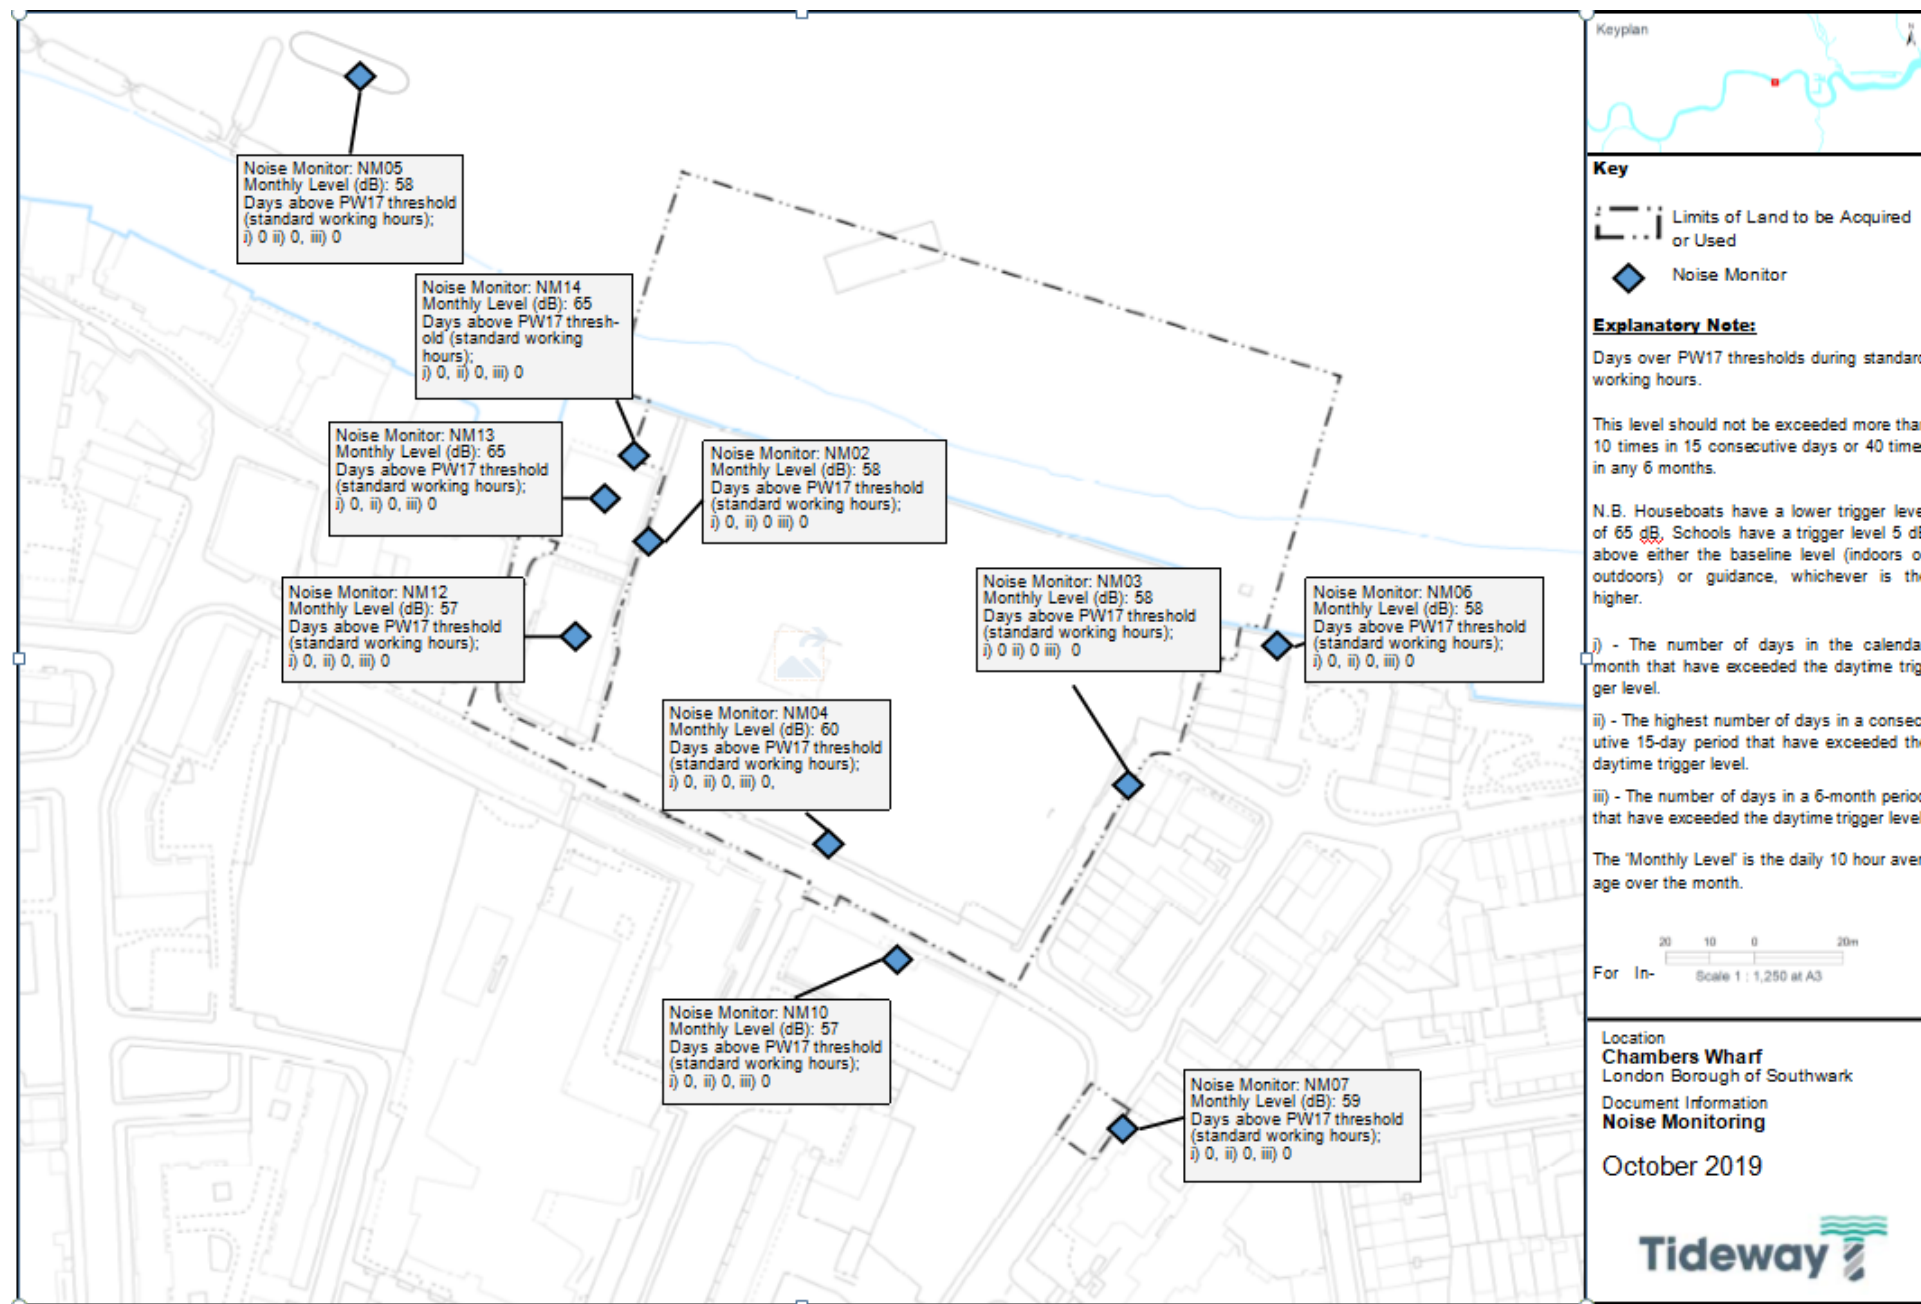 Noise Monitor: NM05
Monthly Level (dB): 58
Days above PW17 threshold
(standard working hours);
i) 0 ii) 0, iii) 0
Noise Monitor: NM14
Monthly Level (dB): 65
Days above PW17 thresh-
old (standard working
hours);
i) 0, ii) 0, iii) 0
Noise Monitor: NM13
Monthly Level (dB): 65
Days above PW17 threshold
(standard working hours);
i) 0, ii) 0, iii) 0
Noise Monitor: NM02
Monthly Level (dB): 58
Days above PW17 threshold
(standard working hours);
i) 0, ii) 0 iii) 0
Noise Monitor: NM12
Monthly Level (dB): 57
Days above PW17 threshold
(standard working hours);
i) 0, ii) 0, iii) 0
Noise Monitor: NM03
Monthly Level (dB): 58
Days above PW17 threshold
(standard working hours);
i) 0 ii) 0 iii) 0
Noise Monitor: NM06
Monthly Level (dB): 58
Days above PW17 threshold
(standard working hours);
i) 0, ii) 0, iii) 0
Noise Monitor: NM04
Monthly Level (dB): 60
Days above PW17 threshold
(standard working hours);
i) 0, ii) 0, iii) 0,
Noise Monitor: NM10
Monthly Level (dB): 57
Days above PW17 threshold
(standard working hours);
i) 0, ii) 0, iii) 0
Noise Monitor: NM07
Monthly Level (dB): 59
Days above PW17 threshold
(standard working hours);
i) 0, ii) 0, iii) 0
Keyplan
N
Key
Limits of Land to be Acquired
or Used
Noise Monitor
Explanatory Note:
Days over PW17 thresholds during standard
working hours.
This level should not be exceeded more than
10 times in 15 consecutive days or 40 time
in any 6 months.
N.B. Houseboats have a lower trigger leve
of 65 dB, Schools have a trigger level 5 dB
above either the baseline level (indoors o
outdoors) or guidance, whichever is the
higher.
i) - The number of days in the calenda
month that have exceeded the daytime trig
ger level.
ii) - The highest number of days in a consec
utive 15-day period that have exceeded the
daytime trigger level.
iii) - The number of days in a 6-month period
that have exceeded the daytime trigger level
The 'Monthly Level' is the daily 10 hour aver
age over the month.
20 10 0 20m
For In-
Scale 1 : 1,250 at A3
Location
Chambers Wharf
London Borough of Southwark
Document Information
Noise Monitoring
October 2019
Tideway